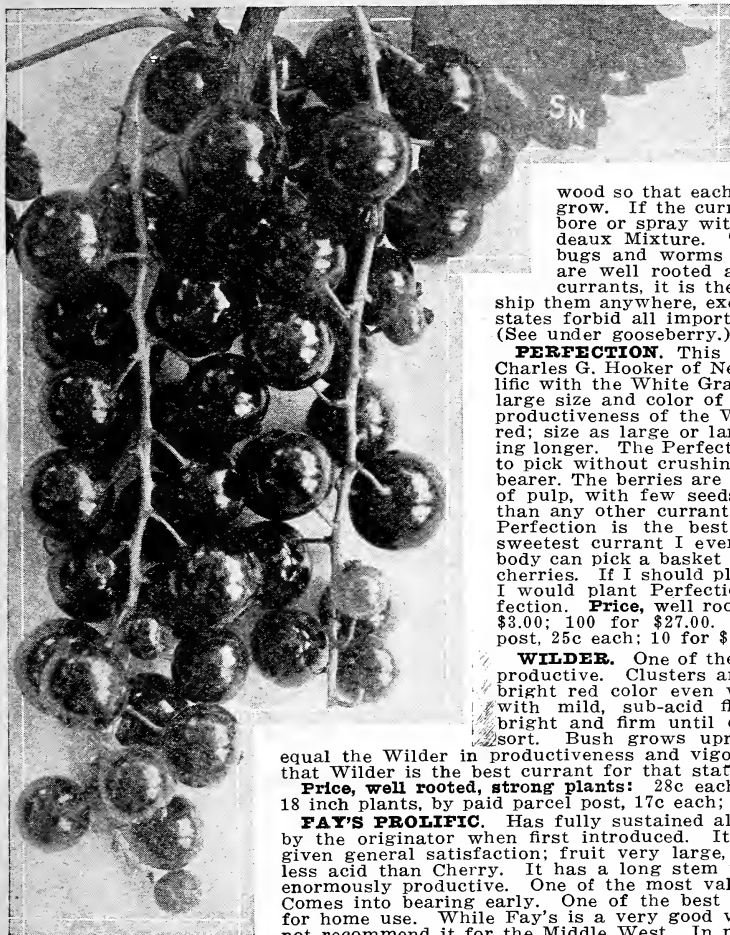 SN
wood so that each
grow. If the curr
bore or spray wit
deaux Mixture.
bugs and worms
are well rooted a
currants, it is the
ship them anywhere, exc
states forbid all import
(See under gooseberry.)
PERFECTION. This
Charles G. Hooker of Ne
lific with the White Gra
large size and color of
productiveness of the V
red; size as large or lar
ing longer. The Perfect
to pick without crushin
bearer. The berries are
of pulp, with few seeds
than any other currant
Perfection is the best
sweetest currant I ever
body can pick a basket
cherries. If I should pl
I would plant Perfectio
fection. Price, well roo
$3.00; 100 for $27.00.
post, 25c each; 10 for $
WILDER. One of the
productive. Clusters ar
bright red color even
with mild, sub-acid fl
bright and firm until
sort. Bush grows upr
equal the Wilder in productiveness and vigo
that Wilder is the best currant for that stat
Price, well rooted, strong plants: 28c each
18 inch plants, by paid parcel post, 17c each;
FAY'S PROLIFIC. Has fully sustained al
by the originator when first introduced. It
given general satisfaction; fruit very large,
less acid than Cherry. It has a long stem
enormously productive. One of the most val
Comes into bearing early. One of the best
for home use. While Fay's is a very good v
not recommend it for the Middle West. In